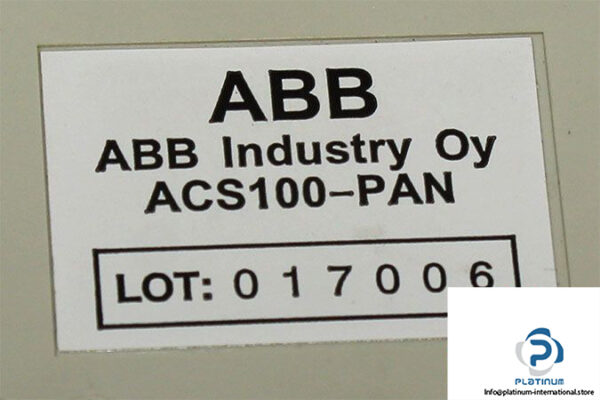 ABB
ABB Industry Oy
ACS100-PAN
LOT: 017006
PLATINUM
Info@platinum-international.store